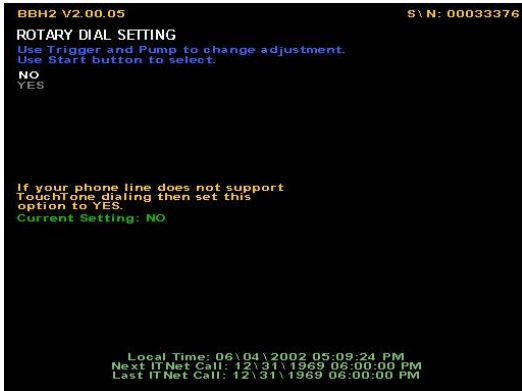 BBH2 V2.00.05
S\N: 00033376
ROTARY DIAL SETTING
Use Trigger and Pump to change adjustment.
Use Start button to select.
NO
YES
If your phone line does not support
TouchTone dialing then set this
option to YES.
Current Setting: NO
Local Time: 06\04\2002 05:09:24 PM
Next ITNet Call: 12\31\1969 06:00:00 PM
Last ITNet Call: 12\31\1969 06:00:00 PM